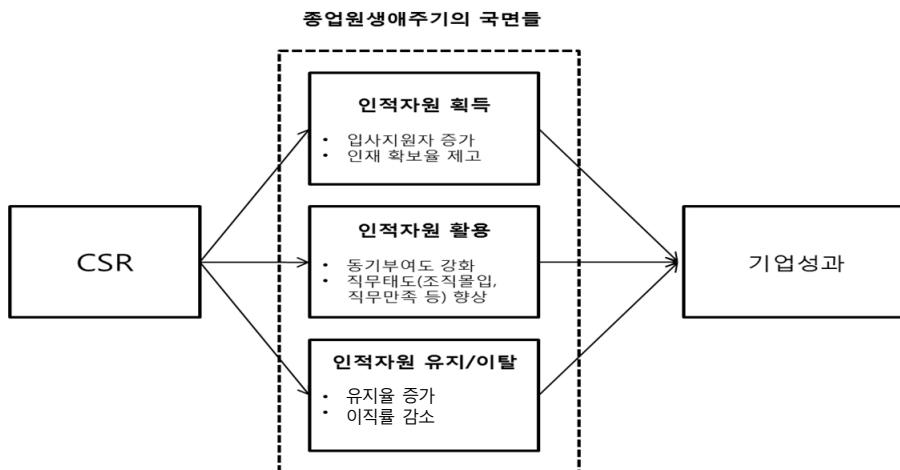 종업원생애주기의 국면들
인적자원 획득
• 입사지원자 증가
• 인재 확보율 제고
CSR
인적자원 활용
• 동기부여도 강화
• 직무태도(조직몰입,
직무만족 등) 향상
기업성과
인적자원 유지/이탈
• 유지율 증가
• 이직률 감소